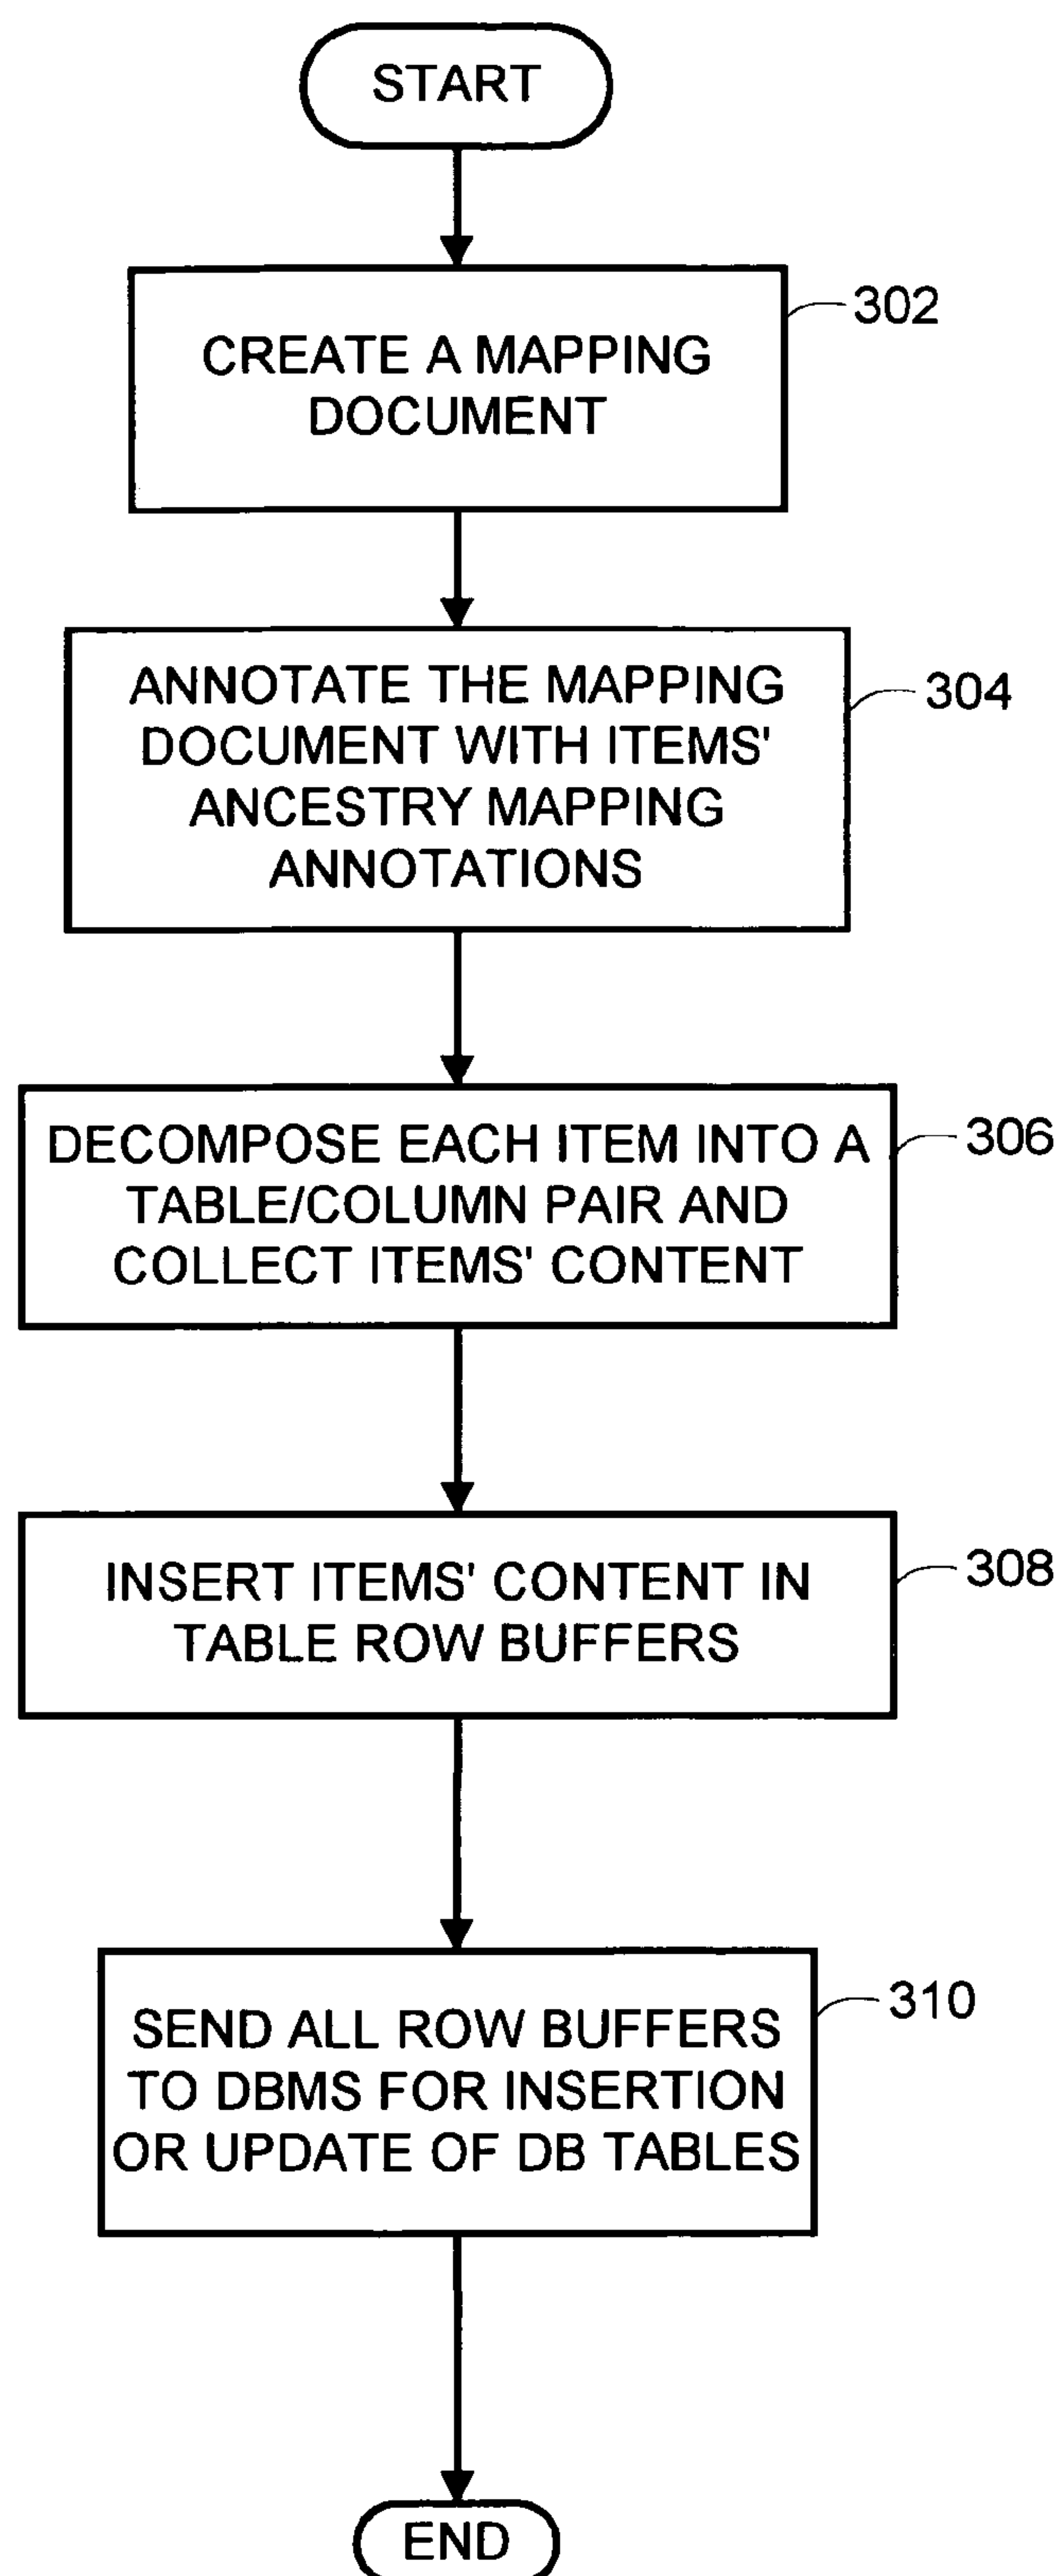 START
302
CREATE A MAPPING
DOCUMENT
304
ANNOTATE THE MAPPING
DOCUMENT WITH ITEMS'
ANCESTRY MAPPING
ANNOTATIONS
306
DECOMPOSE EACH ITEM INTO A
TABLE/COLUMN PAIR AND
COLLECT ITEMS' CONTENT
308
INSERT ITEMS' CONTENT IN
TABLE ROW BUFFERS
310
SEND ALL ROW BUFFERS
TO DBMS FOR INSERTION
OR UPDATE OF DB TABLES
END